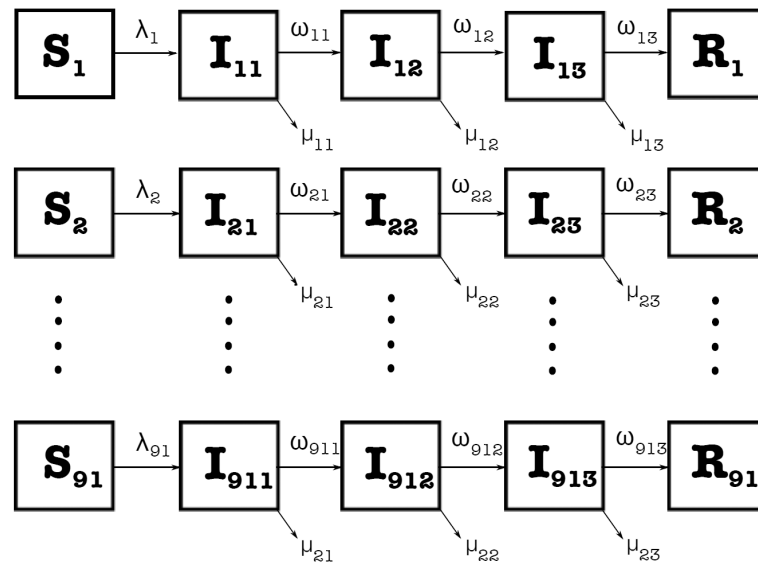 λ₁ ω₁₁ ω₁₂ ω₁₃
S₁ I₁₁ I₁₂ I₁₃ R₁
μ₁₁ μ₁₂ μ₁₃
λ₂ ω₂₁ ω₂₂ ω₂₃
S₂ I₂₁ I₂₂ I₂₃ R₂
μ₂₁ μ₂₂ μ₂₃
λ₉₁ ω₉₁₁ ω₉₁₂ ω₉₁₃
S₉₁ I₉₁₁ I₉₁₂ I₉₁₃ R₉₁
μ₂₁ μ₂₂ μ₂₃